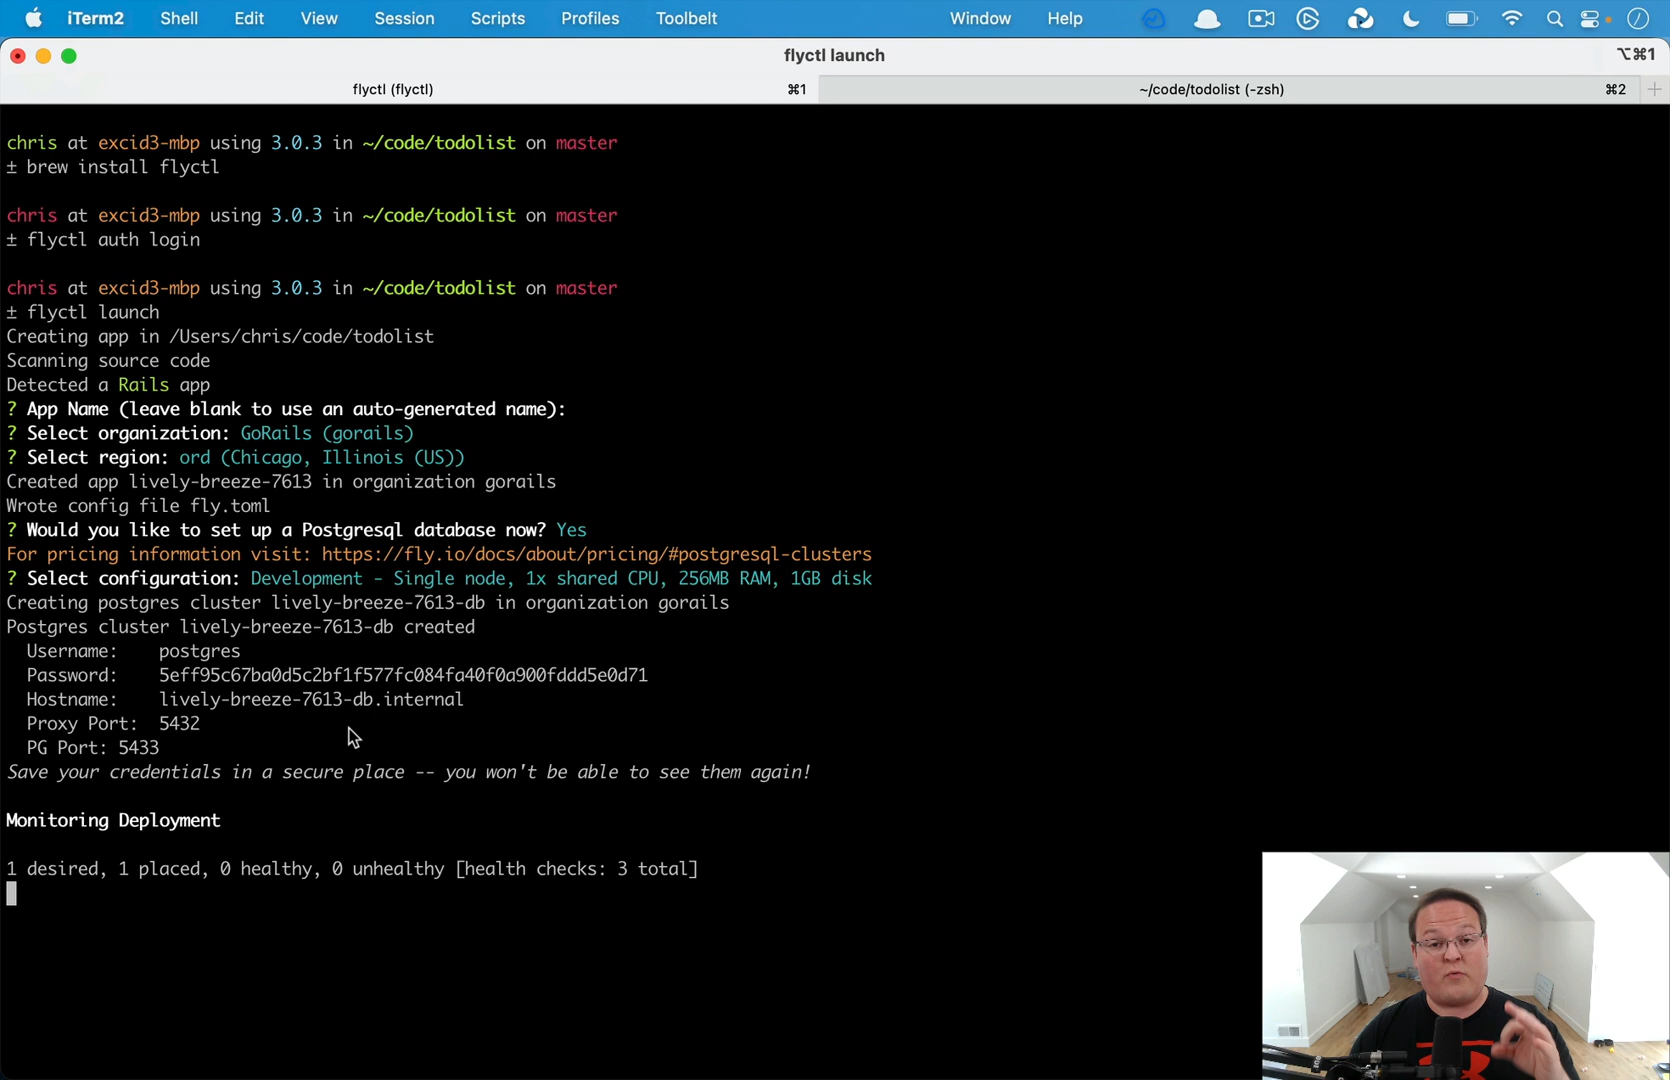 iTerm2 Shell Edit View Session Scripts Profiles Toolbelt Window Help
flyctl launch ⌥⌘1
flyctl (flyctl) ⌘1 ~/code/todolist (-zsh) ⌘2 +
chris at excid3-mbp using 3.0.3 in ~/code/todolist on master
± brew install flyctl
chris at excid3-mbp using 3.0.3 in ~/code/todolist on master
± flyctl auth login
chris at excid3-mbp using 3.0.3 in ~/code/todolist on master
± flyctl launch
Creating app in /Users/chris/code/todolist
Scanning source code
Detected a Rails app
? App Name (leave blank to use an auto-generated name):
? Select organization: GoRails (gorails)
? Select region: ord (Chicago, Illinois (US))
Created app lively-breeze-7613 in organization gorails
Wrote config file fly.toml
? Would you like to set up a Postgresql database now? Yes
For pricing information visit: https://fly.io/docs/about/pricing/#postgresql-clusters
? Select configuration: Development - Single node, 1x shared CPU, 256MB RAM, 1GB disk
Creating postgres cluster lively-breeze-7613-db in organization gorails
Postgres cluster lively-breeze-7613-db created
Username: postgres
Password: 5eff95c67ba0d5c2bf1f577fc084fa40f0a900fddd5e0d71
Hostname: lively-breeze-7613-db.internal
Proxy Port: 5432
PG Port: 5433
Save your credentials in a secure place -- you won't be able to see them again!
Monitoring Deployment
1 desired, 1 placed, 0 healthy, 0 unhealthy [health checks: 3 total]